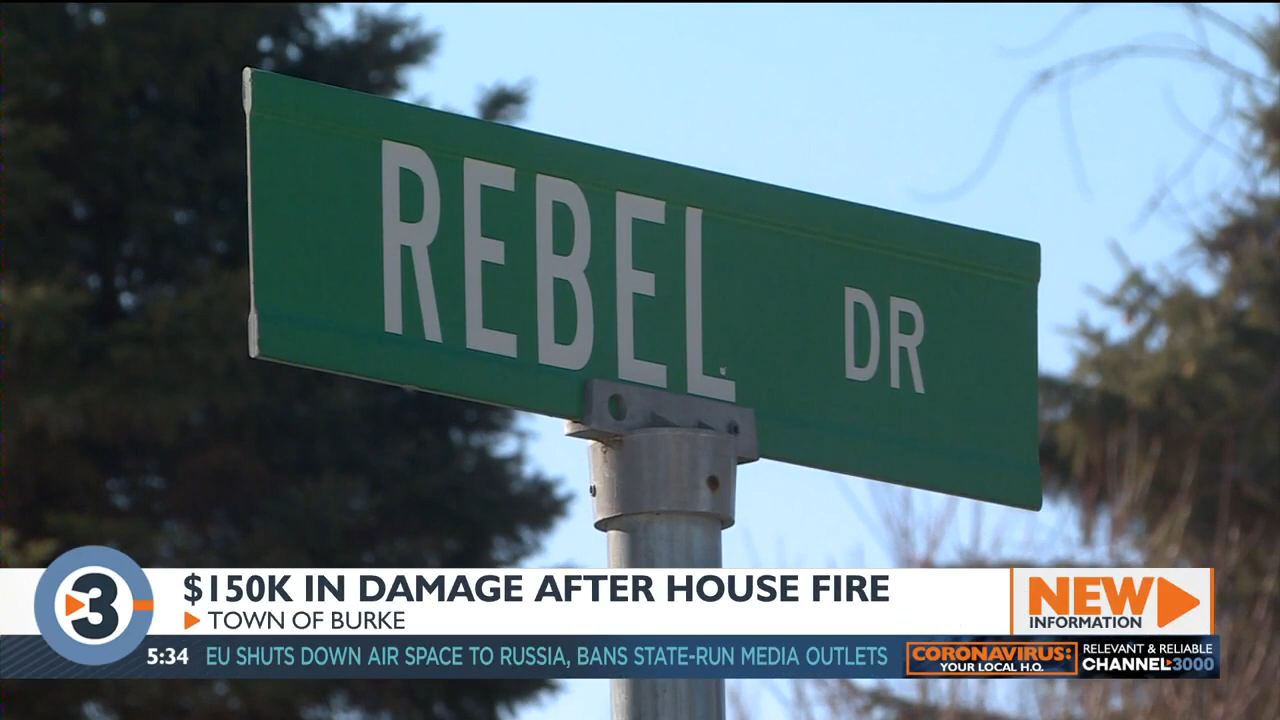 REBEL DR
3
$150K IN DAMAGE AFTER HOUSE FIRE
TOWN OF BURKE
NEW
INFORMATION
5:34 EU SHUTS DOWN AIR SPACE TO RUSSIA, BANS STATE-RUN MEDIA OUTLETS
CORONAVIRUS:
YOUR LOCAL H.Q.
RELEVANT & RELIABLE
CHANNEL3000